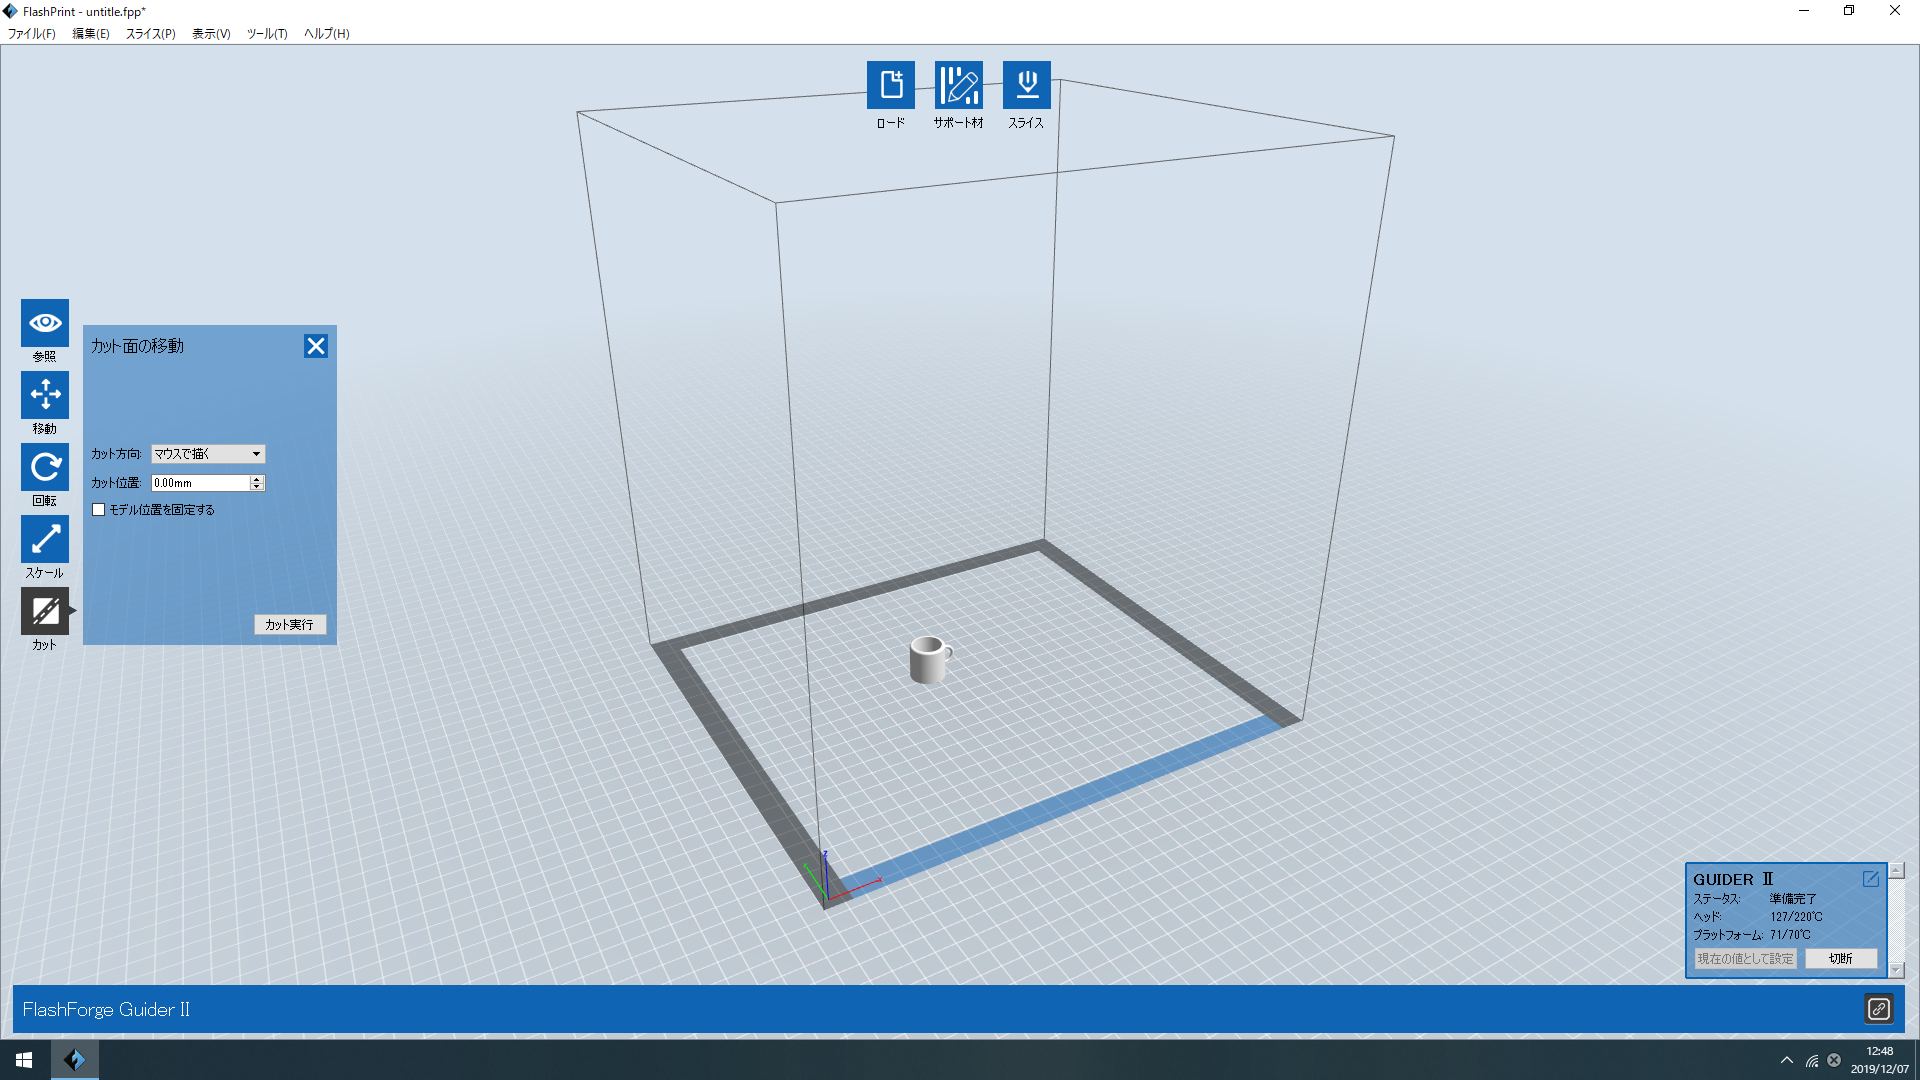 FlashPrint - untitle.fpp*
ファイル(F) 編集(E) スライス(P) 表示(V) ツール(T) ヘルプ(H)
ロード サポート材 スライス
参照
移動
回転
スケール
カット
カット面の移動
カット方向: マウスで描く
カット位置: 0.00mm
モデル位置を固定する
カット実行
z
x
GUIDER Ⅱ
ステータス: 準備完了
ヘッド: 127/220℃
プラットフォーム: 71/70℃
現在の値として設定 切断
FlashForge Guider II
12:48
2019/12/07